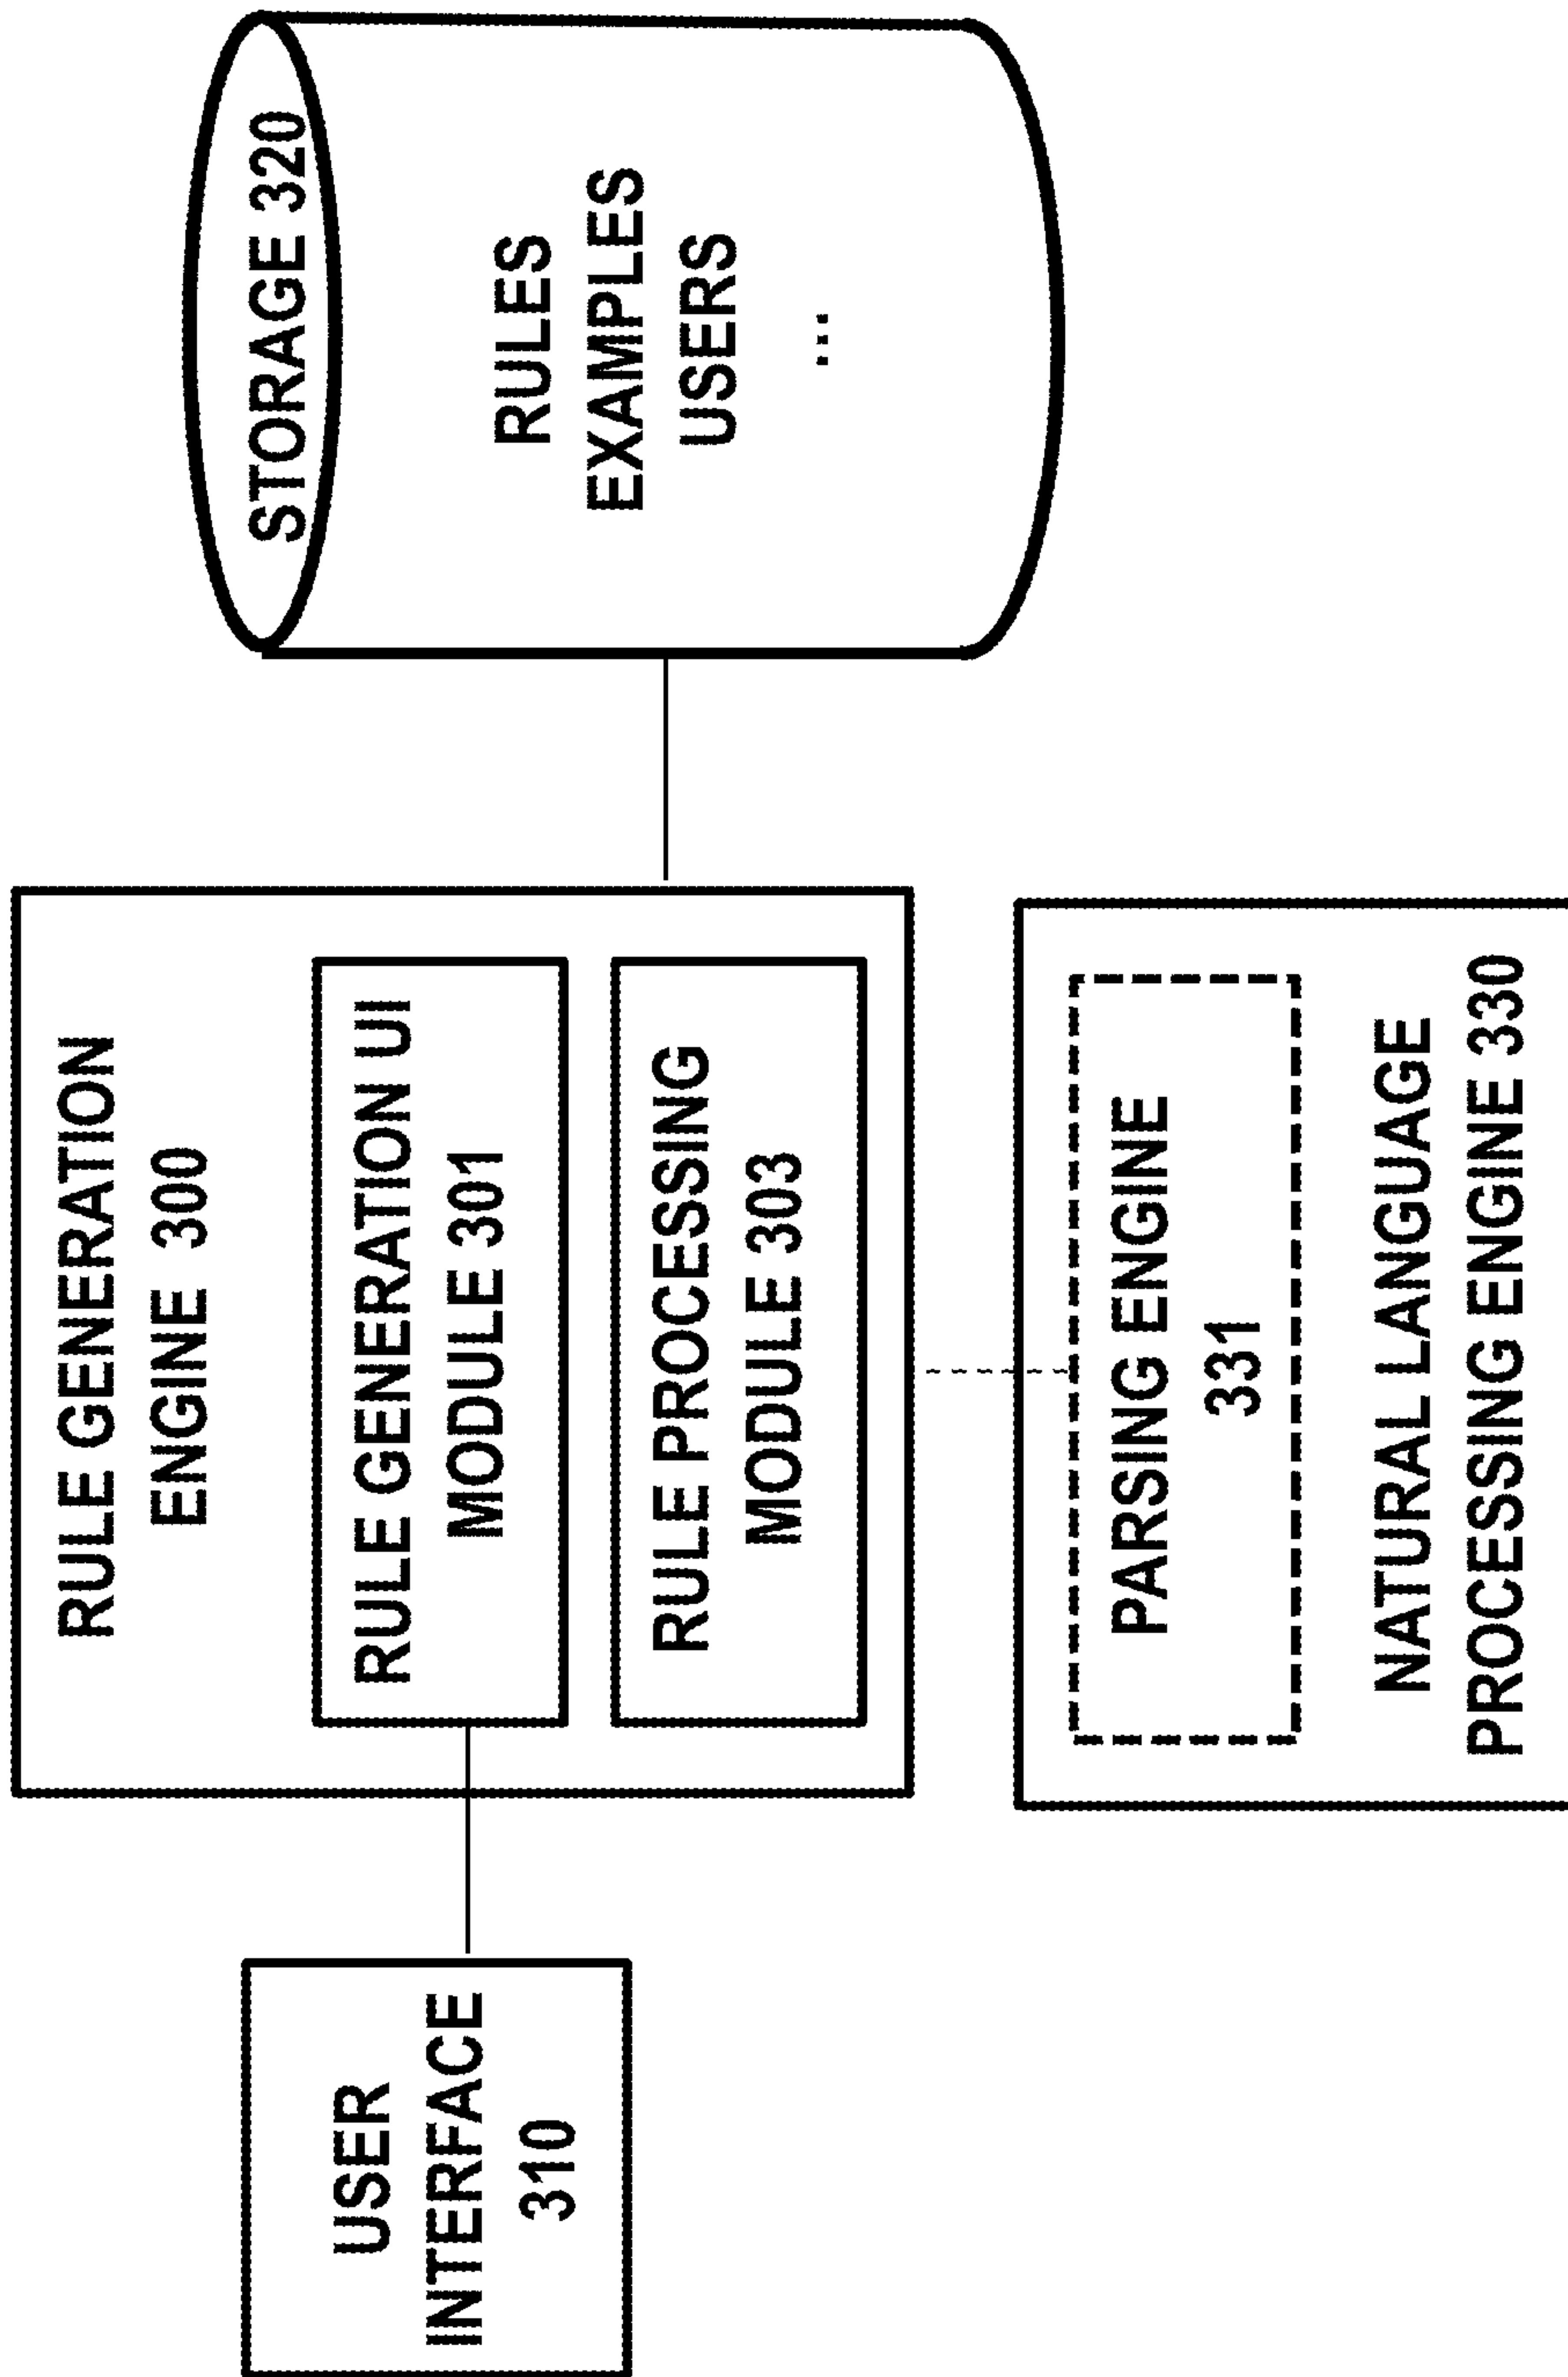 USER
INTERFACE
310
RULE GENERATION
ENGINE 300
RULE GENERATION UI
MODULE 301
RULE PROCESSING
MODULE 303
PARSING ENGINE
331
NATURAL LANGUAGE
PROCESSING ENGINE 330
STORAGE 320
RULES
EXAMPLES
USERS
...